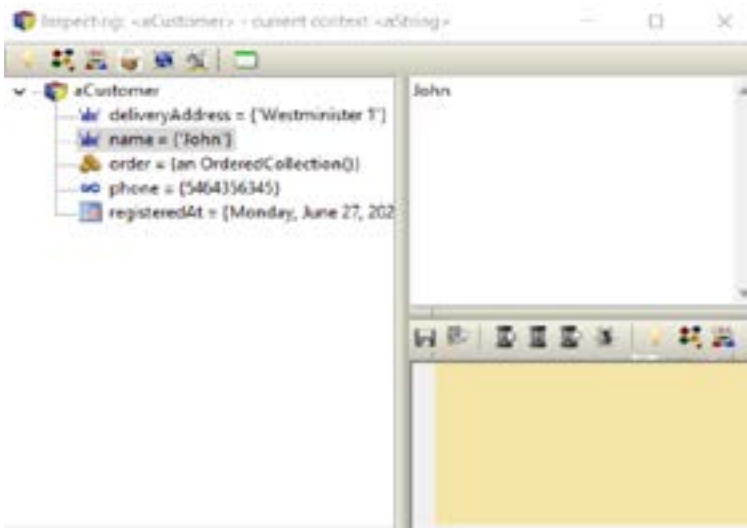 Inspecting: <aCustomer> - current context <aString>
aCustomer
deliveryAddress = {'Westminister 1'}
name = {'John'}
order = {an OrderedCollection()}
phone = {5464356345}
registeredAt = {Monday, June 27, 202
John